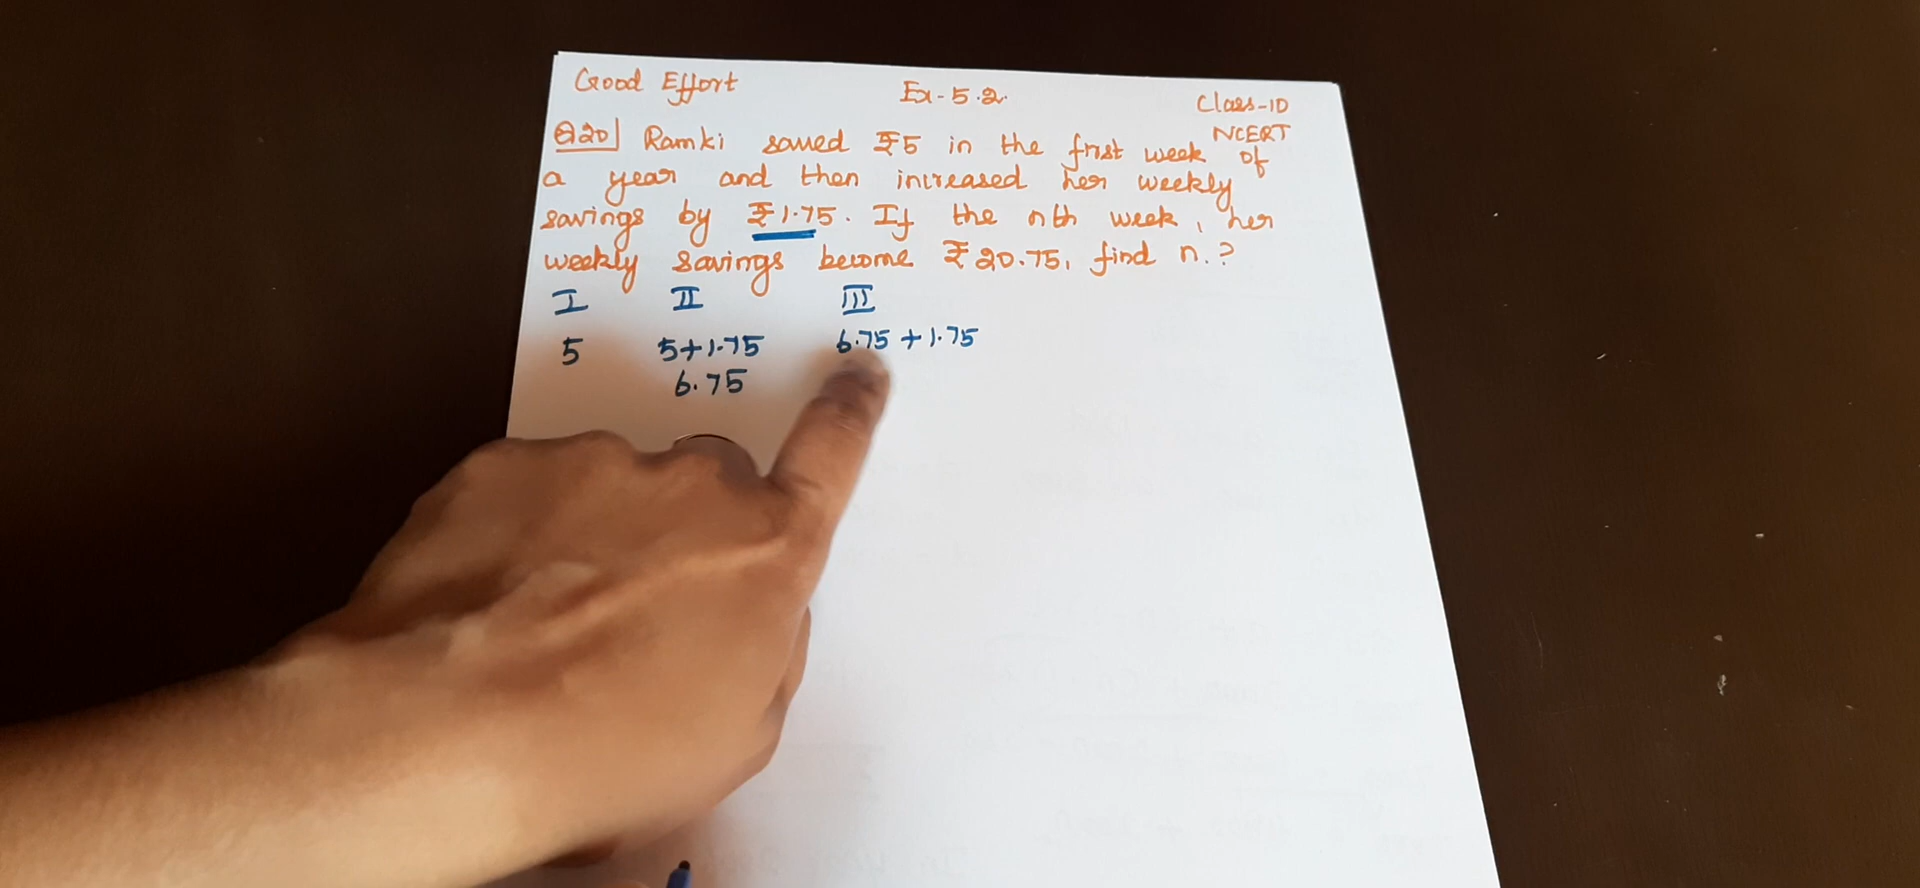 Good Effort Ex-5.2. Class-10
NCERT
Q20 Ramki saved ₹5 in the frist week of
a year and then increased her weekly
savings by ₹1.75. If the nth week, her
weekly savings become ₹20.75, find n.?
I II III
5 5+1.75 6.75+1.75
6.75